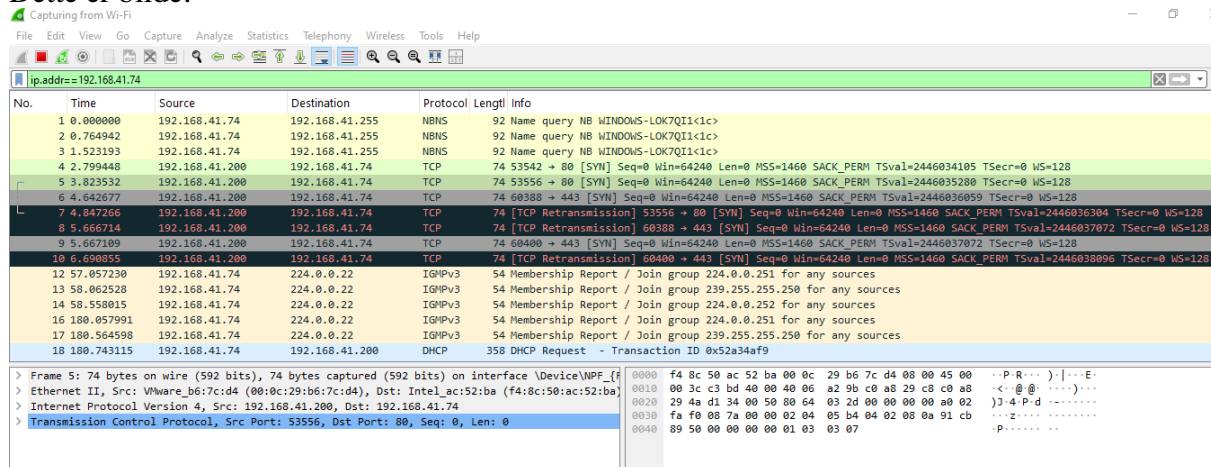 Capturing from Wi-Fi
File Edit View Go Capture Analyze Statistics Telephony Wireless Tools Help
ip.addr==192.168.41.74
No. Time Source Destination Protocol Lengtl Info
1 0.000000 192.168.41.74 192.168.41.255 NBNS 92 Name query NB WINDOWS-LOK7QI1<1c>
2 0.764942 192.168.41.74 192.168.41.255 NBNS 92 Name query NB WINDOWS-LOK7QI1<1c>
3 1.523193 192.168.41.74 192.168.41.255 NBNS 92 Name query NB WINDOWS-LOK7QI1<1c>
4 2.799448 192.168.41.200 192.168.41.74 TCP 74 53542 → 80 [SYN] Seq=0 Win=64240 Len=0 MSS=1460 SACK_PERM TSval=2446034105 TSecr=0 WS=128
5 3.823532 192.168.41.200 192.168.41.74 TCP 74 53556 → 80 [SYN] Seq=0 Win=64240 Len=0 MSS=1460 SACK_PERM TSval=2446035280 TSecr=0 WS=128
6 4.642677 192.168.41.200 192.168.41.74 TCP 74 60388 → 443 [SYN] Seq=0 Win=64240 Len=0 MSS=1460 SACK_PERM TSval=2446036059 TSecr=0 WS=128
7 4.847266 192.168.41.200 192.168.41.74 TCP 74 [TCP Retransmission] 53556 → 80 [SYN] Seq=0 Win=64240 Len=0 MSS=1460 SACK_PERM TSval=2446036304 TSecr=0 WS=128
8 5.666714 192.168.41.200 192.168.41.74 TCP 74 [TCP Retransmission] 60388 → 443 [SYN] Seq=0 Win=64240 Len=0 MSS=1460 SACK_PERM TSval=2446037072 TSecr=0 WS=128
9 5.667109 192.168.41.200 192.168.41.74 TCP 74 60400 → 443 [SYN] Seq=0 Win=64240 Len=0 MSS=1460 SACK_PERM TSval=2446037072 TSecr=0 WS=128
10 6.690855 192.168.41.200 192.168.41.74 TCP 74 [TCP Retransmission] 60400 → 443 [SYN] Seq=0 Win=64240 Len=0 MSS=1460 SACK_PERM TSval=2446038096 TSecr=0 WS=128
12 57.057230 192.168.41.74 224.0.0.22 IGMPv3 54 Membership Report / Join group 224.0.0.251 for any sources
13 58.062528 192.168.41.74 224.0.0.22 IGMPv3 54 Membership Report / Join group 239.255.255.250 for any sources
14 58.558015 192.168.41.74 224.0.0.22 IGMPv3 54 Membership Report / Join group 224.0.0.252 for any sources
16 180.057991 192.168.41.74 224.0.0.22 IGMPv3 54 Membership Report / Join group 224.0.0.251 for any sources
17 180.564598 192.168.41.74 224.0.0.22 IGMPv3 54 Membership Report / Join group 239.255.255.250 for any sources
18 180.743115 192.168.41.74 192.168.41.200 DHCP 358 DHCP Request - Transaction ID 0x52a34af9
> Frame 5: 74 bytes on wire (592 bits), 74 bytes captured (592 bits) on interface \Device\NPF_{
> Ethernet II, Src: VMware_b6:7c:d4 (00:0c:29:b6:7c:d4), Dst: Intel_ac:52:ba (f4:8c:50:ac:52:ba)
> Internet Protocol Version 4, Src: 192.168.41.200, Dst: 192.168.41.74
> Transmission Control Protocol, Src Port: 53556, Dst Port: 80, Seq: 0, Len: 0
0000 f4 8c 50 ac 52 ba 00 0c 29 b6 7c d4 08 00 45 00 ··P·R··· )·|···E·
0010 00 3c c3 bd 40 00 40 06 a2 9b c0 a8 29 c8 c0 a8 ·<··@·@· ····)···
0020 29 4a d1 34 00 50 80 64 03 2d 00 00 00 00 a0 02 )J·4·P·d ·-······
0030 fa f0 08 7a 00 00 02 04 05 b4 04 02 08 0a 91 cb ···z···· ········
0040 89 50 00 00 00 00 01 03 03 07 ·P······ ··